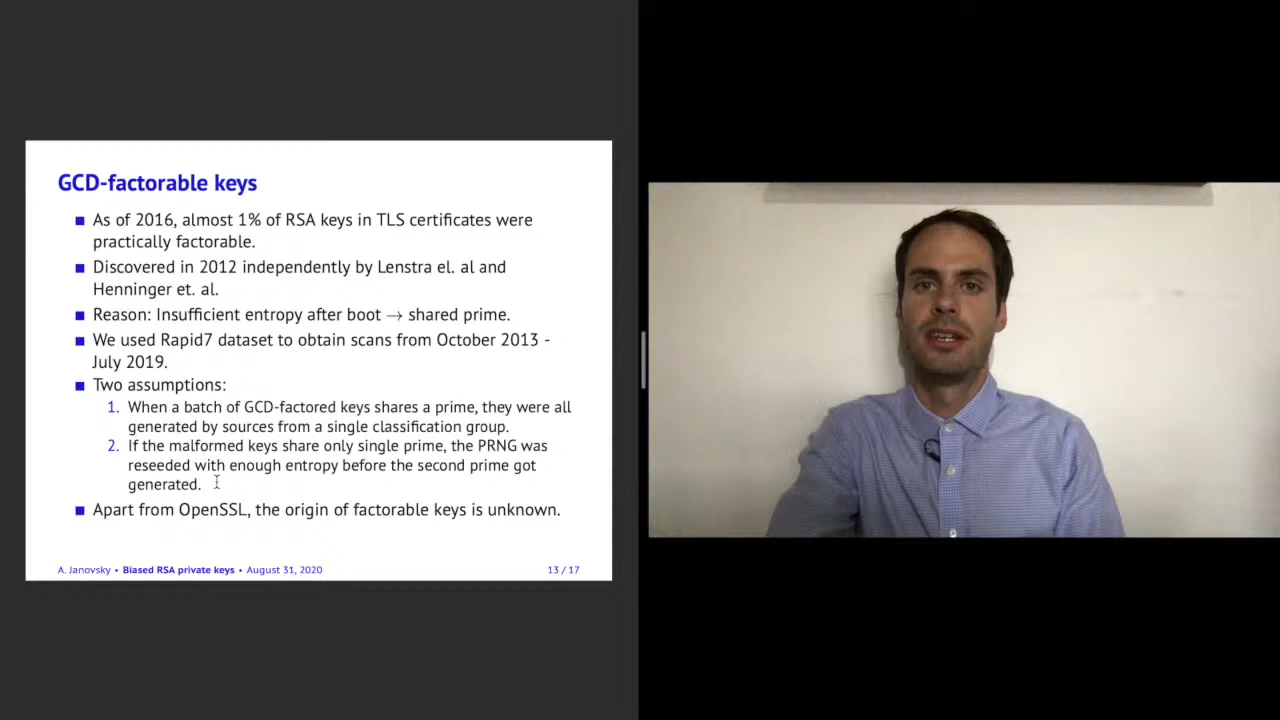 GCD-factorable keys
As of 2016, almost 1% of RSA keys in TLS certificates were
practically factorable.
Discovered in 2012 independently by Lenstra el. al and
Henninger et. al.
Reason: Insufficient entropy after boot → shared prime.
We used Rapid7 dataset to obtain scans from October 2013 -
July 2019.
Two assumptions:
1. When a batch of GCD-factored keys shares a prime, they were all
generated by sources from a single classification group.
2. If the malformed keys share only single prime, the PRNG was
reseeded with enough entropy before the second prime got
generated.
Apart from OpenSSL, the origin of factorable keys is unknown.
A. Janovsky • Biased RSA private keys • August 31, 2020 13 / 17